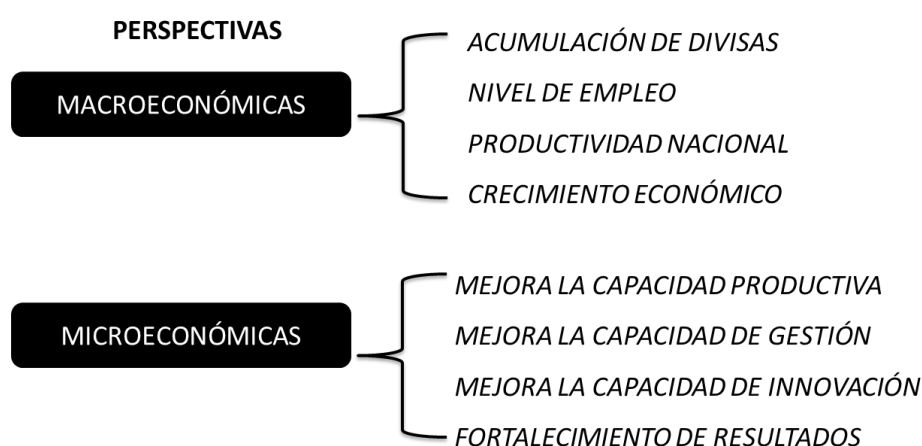 PERSPECTIVAS
MACROECONÓMICAS
ACUMULACIÓN DE DIVISAS
NIVEL DE EMPLEO
PRODUCTIVIDAD NACIONAL
CRECIMIENTO ECONÓMICO
MICROECONÓMICAS
MEJORA LA CAPACIDAD PRODUCTIVA
MEJORA LA CAPACIDAD DE GESTIÓN
MEJORA LA CAPACIDAD DE INNOVACIÓN
FORTALECIMIENTO DE RESULTADOS